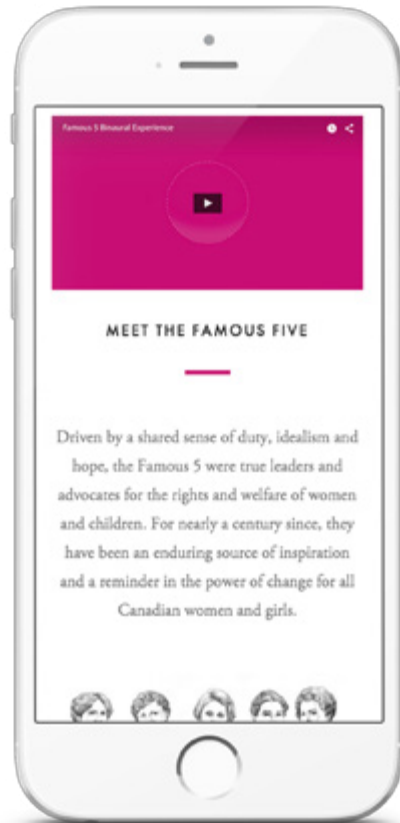 Famous 5 Binaural Experience
MEET THE FAMOUS FIVE
Driven by a shared sense of duty, idealism and
hope, the Famous 5 were true leaders and
advocates for the rights and welfare of women
and children. For nearly a century since, they
have been an enduring source of inspiration
and a reminder in the power of change for all
Canadian women and girls.